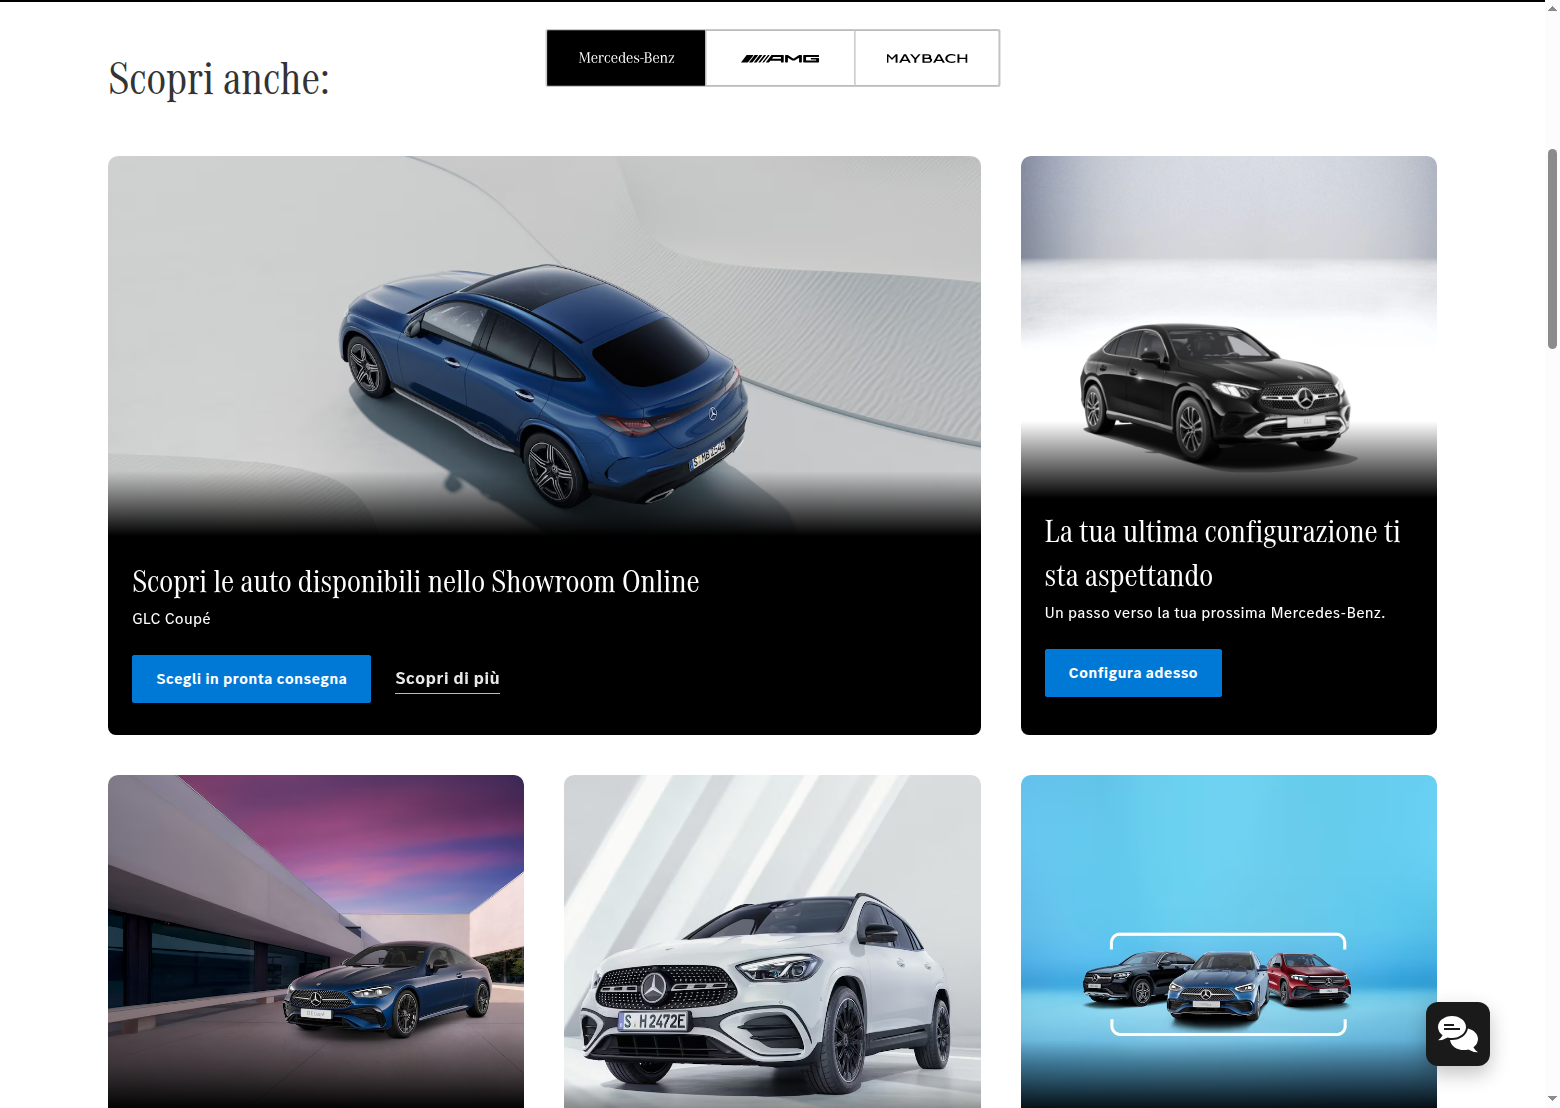 Mercedes-Benz
AMG
MAYBACH
Scopri anche:
Scopri le auto disponibili nello Showroom Online
GLC Coupé
Scegli in pronta consegna
Scopri di più
La tua ultima configurazione ti
sta aspettando
Un passo verso la tua prossima Mercedes-Benz.
Configura adesso
S H 2472E